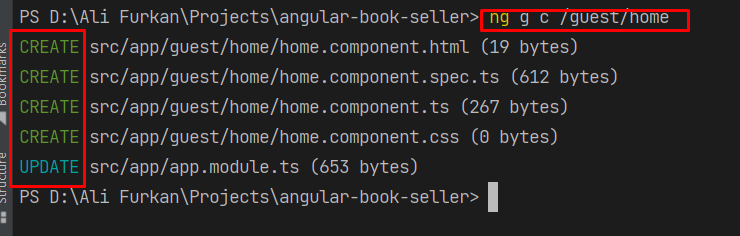 PS D:\Ali Furkan\Projects\angular-book-seller> ng g c /guest/home
CREATE src/app/guest/home/home.component.html (19 bytes)
CREATE src/app/guest/home/home.component.spec.ts (612 bytes)
CREATE src/app/guest/home/home.component.ts (267 bytes)
CREATE src/app/guest/home/home.component.css (0 bytes)
UPDATE src/app/app.module.ts (653 bytes)
PS D:\Ali Furkan\Projects\angular-book-seller>
Bookmarks
Structure